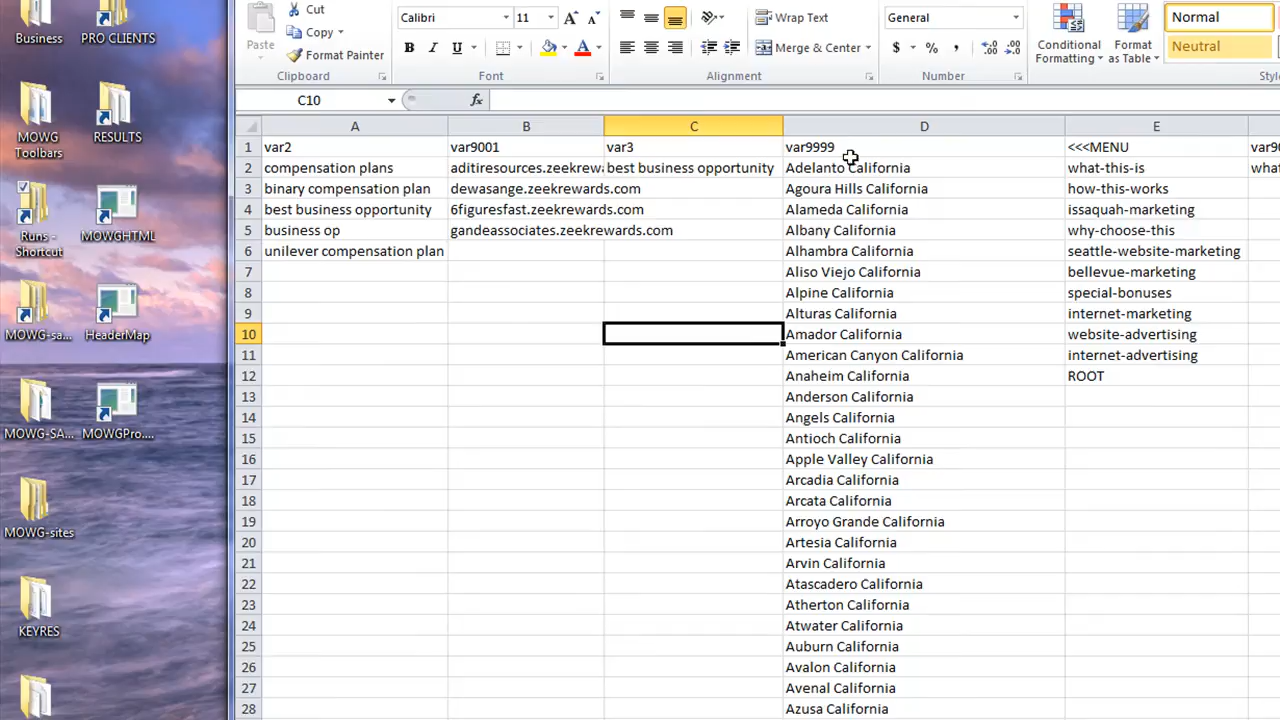 Business
PRO CLIENTS
MOWG
Toolbars
RESULTS
Runs -
Shortcut
MOWGHTML
MOWG-sa...
HeaderMap
MOWG-SA...
MOWGPro....
MOWG-sites
KEYRES
Cut
Copy
Paste
Format Painter
Clipboard
Calibri
11
A A
B I U
A
Font
Wrap Text
Merge & Center
Alignment
General
$ % ,
Number
Conditional
Formatting
Format
as Table
Normal
Neutral
C10
fx
A B C D E
1 var2 var9001 var3 var9999 <<<MENU
2 compensation plans best business opportunity Adelanto California what-this-is
3 binary compensation plan dewasange.zeekrewards.com Agoura Hills California how-this-works
4 best business opportunity 6figuresfast.zeekrewards.com Alameda California issaquah-marketing
5 business op gandeassociates.zeekrewards.com Albany California why-choose-this
6 unilever compensation plan Alhambra California seattle-website-marketing
7 Aliso Viejo California bellevue-marketing
8 Alpine California special-bonuses
9 Alturas California internet-marketing
10 Amador California website-advertising
11 American Canyon California internet-advertising
12 Anaheim California ROOT
13 Anderson California
14 Angels California
15 Antioch California
16 Apple Valley California
17 Arcadia California
18 Arcata California
19 Arroyo Grande California
20 Artesia California
21 Arvin California
22 Atascadero California
23 Atherton California
24 Atwater California
25 Auburn California
26 Avalon California
27 Avenal California
28 Azusa California